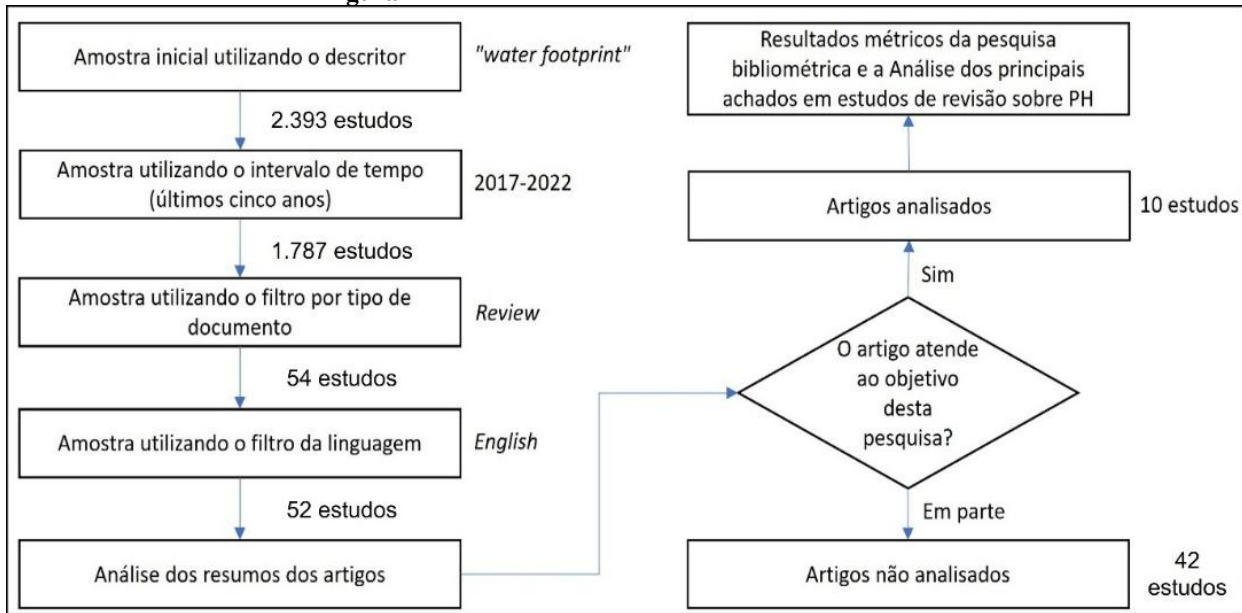 Amostra inicial utilizando o descritor
"water footprint"
2.393 estudos
Amostra utilizando o intervalo de tempo
(últimos cinco anos)
2017-2022
1.787 estudos
Amostra utilizando o filtro por tipo de
documento
Review
54 estudos
Amostra utilizando o filtro da linguagem
English
52 estudos
Análise dos resumos dos artigos
O artigo atende
ao objetivo
desta
pesquisa?
Sim
Artigos analisados
10 estudos
Resultados métricos da pesquisa
bibliométrica e a Análise dos principais
achados em estudos de revisão sobre PH
Em parte
Artigos não analisados
42
estudos